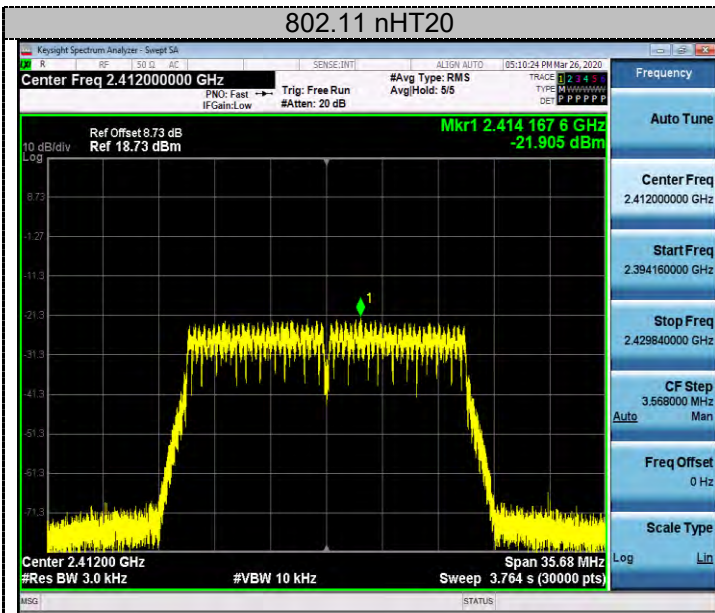 802.11 nHT20
Keysight Spectrum Analyzer - Swept SA
R RF 50 Ω AC SENSE:INT ALIGN AUTO 05:10:24 PM Mar 26, 2020
Center Freq 2.412000000 GHz
PNO: Fast
IFGain:Low
Trig: Free Run
#Atten: 20 dB
#Avg Type: RMS
Avg|Hold: 5/5
TRACE 1 2 3 4 5 6
TYPE M WWWWW
DET P P P P P P
Ref Offset 8.73 dB
10 dB/div Ref 18.73 dBm
Log
Mkr1 2.414 167 6 GHz
-21.905 dBm
8.73
-1.27
-11.3
-21.3
-31.3
-41.3
-51.3
-61.3
-71.3
1
Center 2.41200 GHz
Span 35.68 MHz
#Res BW 3.0 kHz
#VBW 10 kHz
Sweep 3.764 s (30000 pts)
MSG
STATUS
Frequency
Auto Tune
Center Freq
2.412000000 GHz
Start Freq
2.394160000 GHz
Stop Freq
2.429840000 GHz
CF Step
3.568000 MHz
Auto Man
Freq Offset
0 Hz
Scale Type
Log Lin